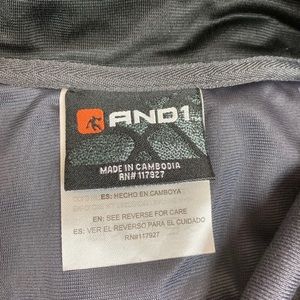 AND1
MADE IN CAMBODIA
RN#117927
ES: HECHO EN CAMBOYA
EN: SEE REVERSE FOR CARE
ES: VER EL REVERSO PARA EL CUIDADO
RN#117927